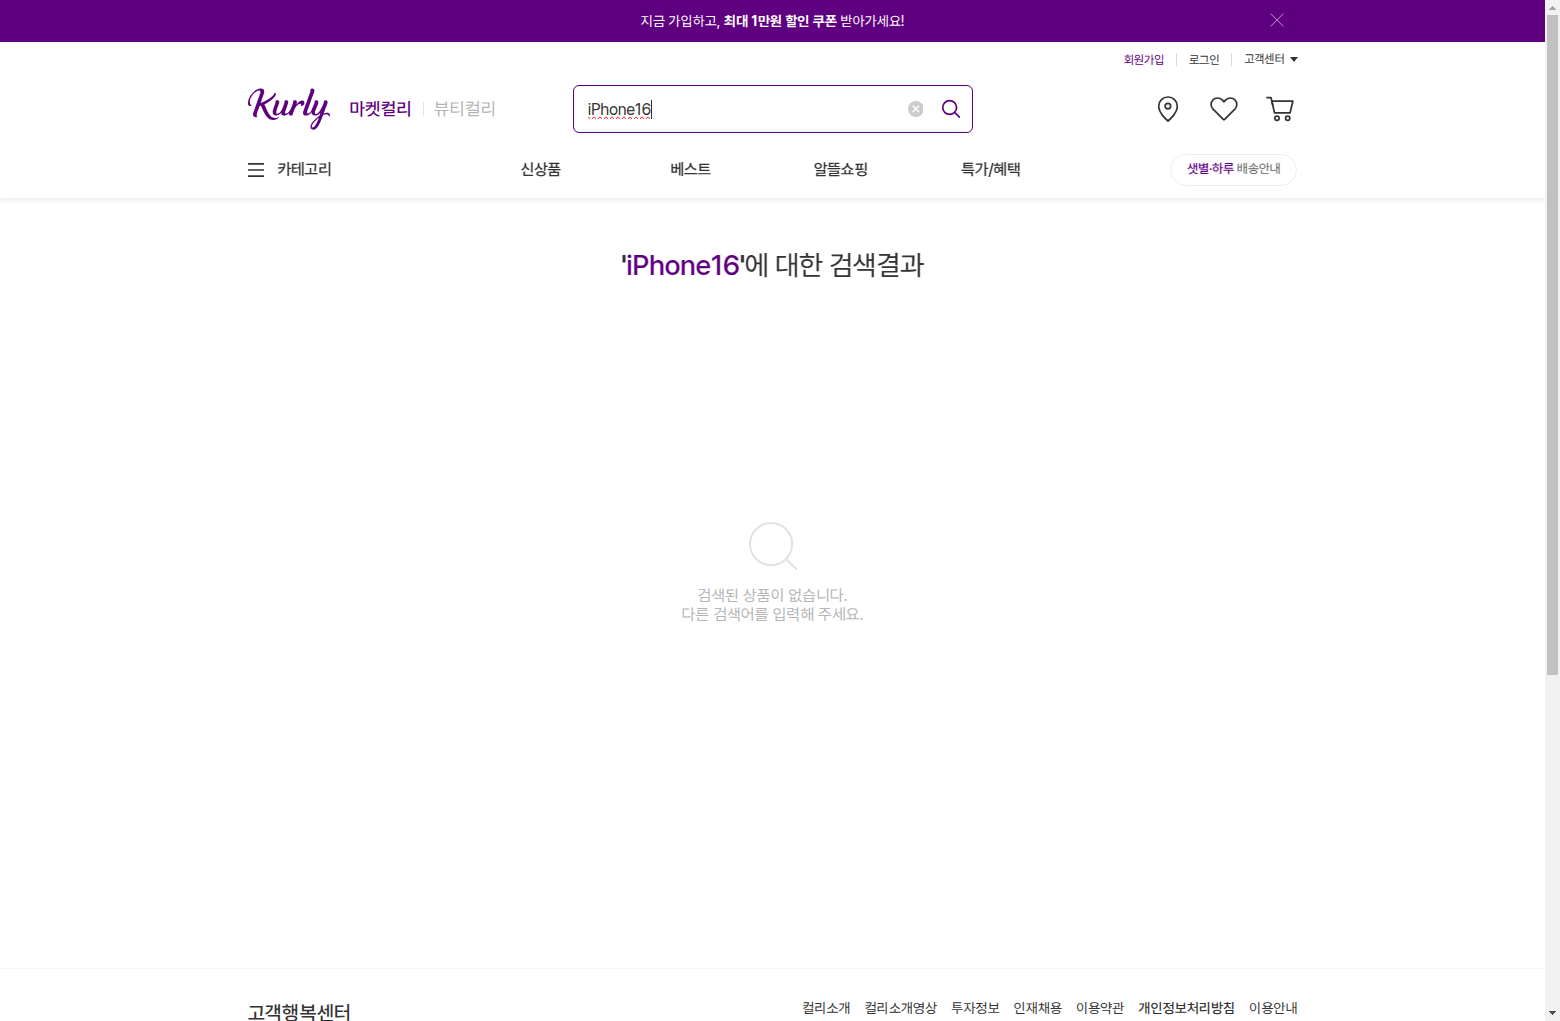 지금 가입하고, 최대 1만원 할인 쿠폰 받아가세요!
회원가입 로그인 고객센터
Kurly 마켓컬리 뷰티컬리 iPhone16
카테고리 신상품 베스트 알뜰쇼핑 특가/혜택 샛별·하루 배송안내
'iPhone16'에 대한 검색결과
검색된 상품이 없습니다.
다른 검색어를 입력해 주세요.
고객행복센터 컬리소개 컬리소개영상 투자정보 인재채용 이용약관 개인정보처리방침 이용안내